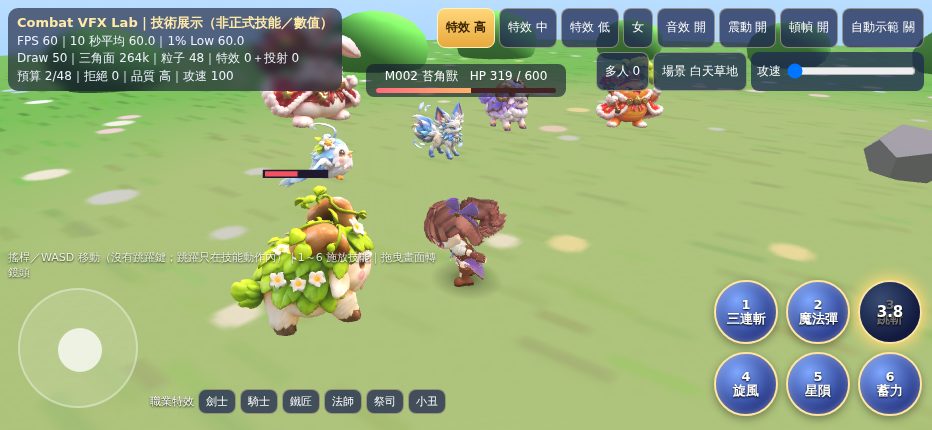 Combat VFX Lab｜技術展示（非正式技能／數值）
FPS 60｜10 秒平均 60.0｜1% Low 60.0
Draw 50｜三角面 264k｜粒子 48｜特效 0＋投射 0
預算 2/48｜拒絕 0｜品質 高｜攻速 100
特效 高
特效 中
特效 低
女
音效 開
震動 開
頓幀 開
自動示範 關
多人 0
場景 白天草地
攻速
M002 苔角獸 HP 319 / 600
搖桿／WASD 移動（沒有跳躍鍵；跳躍只在技能動作內）｜1～6 施放技能｜拖曳畫面轉
鏡頭
1
三連斬
2
魔法彈
3
跳斬
3.8
4
旋風
5
星隕
6
蓄力
職業特效
劍士
騎士
鐵匠
法師
祭司
小丑